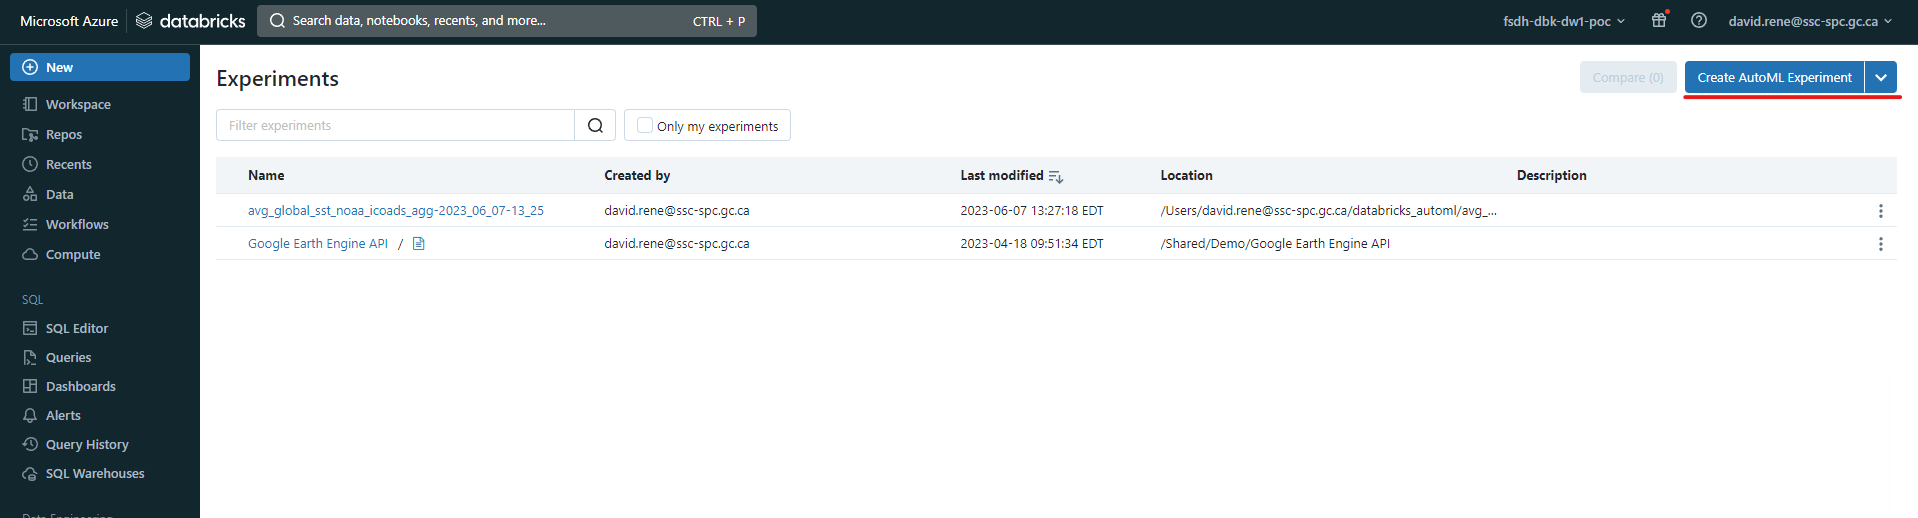 Microsoft Azure databricks Search data, notebooks, recents, and more... CTRL + P fsdh-dbk-dw1-poc david.rene@ssc-spc.gc.ca
New
Workspace
Repos
Recents
Data
Workflows
Compute
SQL
SQL Editor
Queries
Dashboards
Alerts
Query History
SQL Warehouses
Data Engineering
Experiments Compare (0) Create AutoML Experiment
Filter experiments Only my experiments
Name Created by Last modified Location Description
avg_global_sst_noaa_icoads_agg-2023_06_07-13_25 david.rene@ssc-spc.gc.ca 2023-06-07 13:27:18 EDT /Users/david.rene@ssc-spc.gc.ca/databricks_automl/avg_...
Google Earth Engine API / david.rene@ssc-spc.gc.ca 2023-04-18 09:51:34 EDT /Shared/Demo/Google Earth Engine API